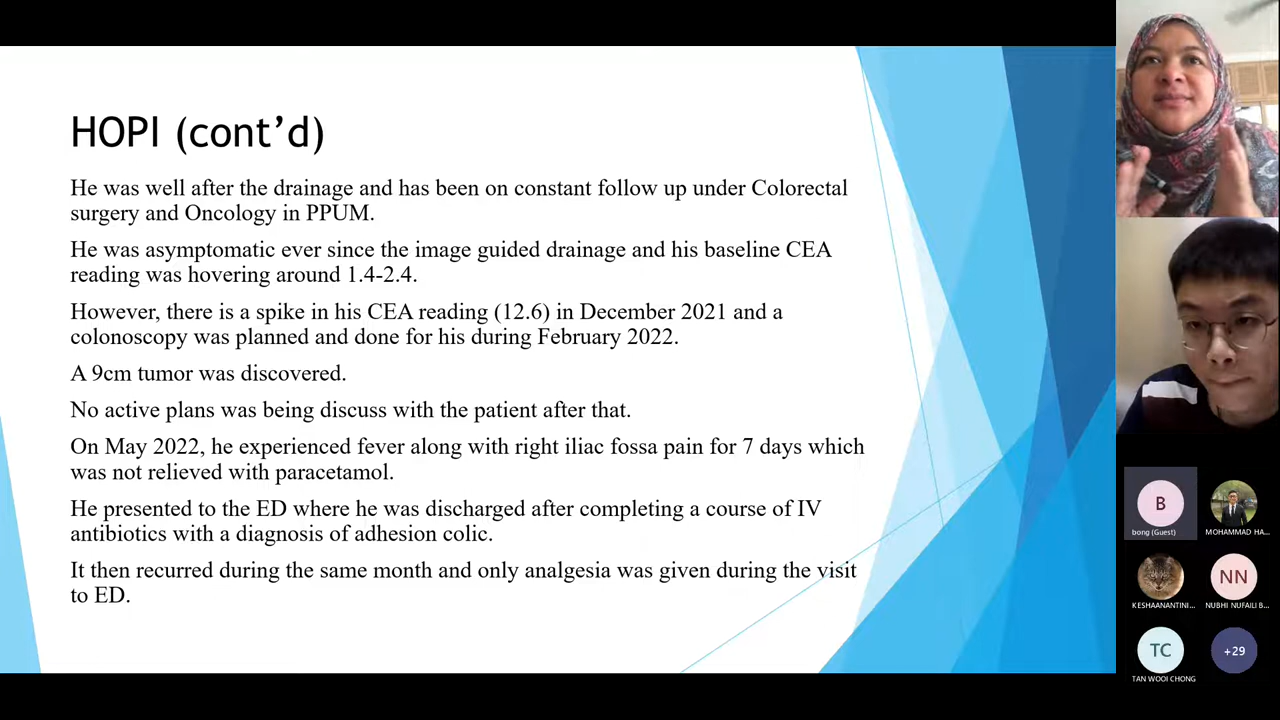 HOPI (cont’d)
He was well after the drainage and has been on constant follow up under Colorectal
surgery and Oncology in PPUM.
He was asymptomatic ever since the image guided drainage and his baseline CEA
reading was hovering around 1.4-2.4.
However, there is a spike in his CEA reading (12.6) in December 2021 and a
colonoscopy was planned and done for his during February 2022.
A 9cm tumor was discovered.
No active plans was being discuss with the patient after that.
On May 2022, he experienced fever along with right iliac fossa pain for 7 days which
was not relieved with paracetamol.
He presented to the ED where he was discharged after completing a course of IV
antibiotics with a diagnosis of adhesion colic.
It then recurred during the same month and only analgesia was given during the visit
to ED.
B
bong (Guest)
MOHAMMAD HA...
KESHAANANTINI...
NN
NUBHI NUFAILI B...
TC
TAN WOOI CHONG
+29